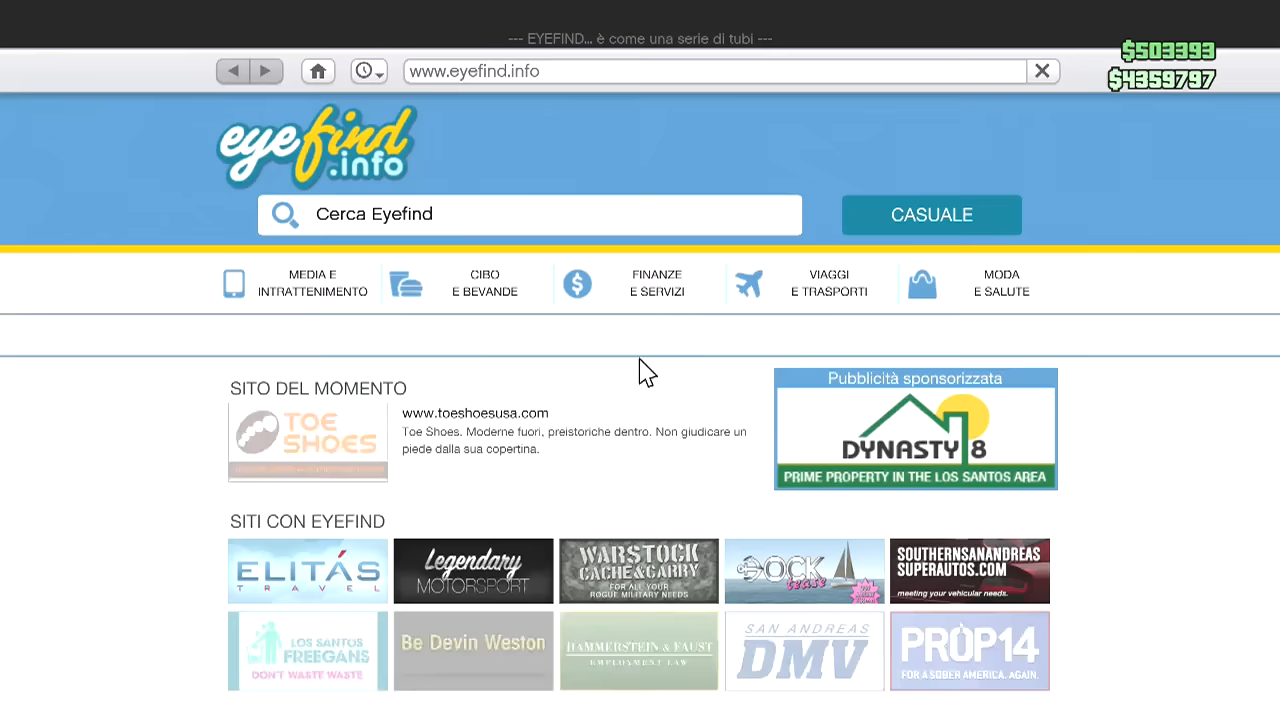 --- EYEFIND... è come una serie di tubi ---
$503393
$4359797
www.eyefind.info
eyefind
.info
Cerca Eyefind
CASUALE
MEDIA E
INTRATTENIMENTO
CIBO
E BEVANDE
FINANZE
E SERVIZI
VIAGGI
E TRASPORTI
MODA
E SALUTE
SITO DEL MOMENTO
TOE
SHOES
www.toeshoesusa.com
Toe Shoes. Moderne fuori, preistoriche dentro. Non giudicare un
piede dalla sua copertina.
Pubblicità sponsorizzata
DYNASTY 8
PRIME PROPERTY IN THE LOS SANTOS AREA
SITI CON EYEFIND
ELITÁS
TRAVEL
Legendary
MOTORSPORT
WARSTOCK
CACHE & CARRY
FOR ALL YOUR
ROGUE MILITARY NEEDS
DOCK
tease
SOUTHERNSANANDREAS
SUPERAUTOS.COM
meeting your vehicular needs.
LOS SANTOS
FREEGANS
DON'T WASTE WASTE
Be Devin Weston
HAMMERSTEIN & FAUST
EMPLOYMENT LAW
SAN ANDREAS
DMV
PROP14
FOR A SOBER AMERICA. AGAIN.